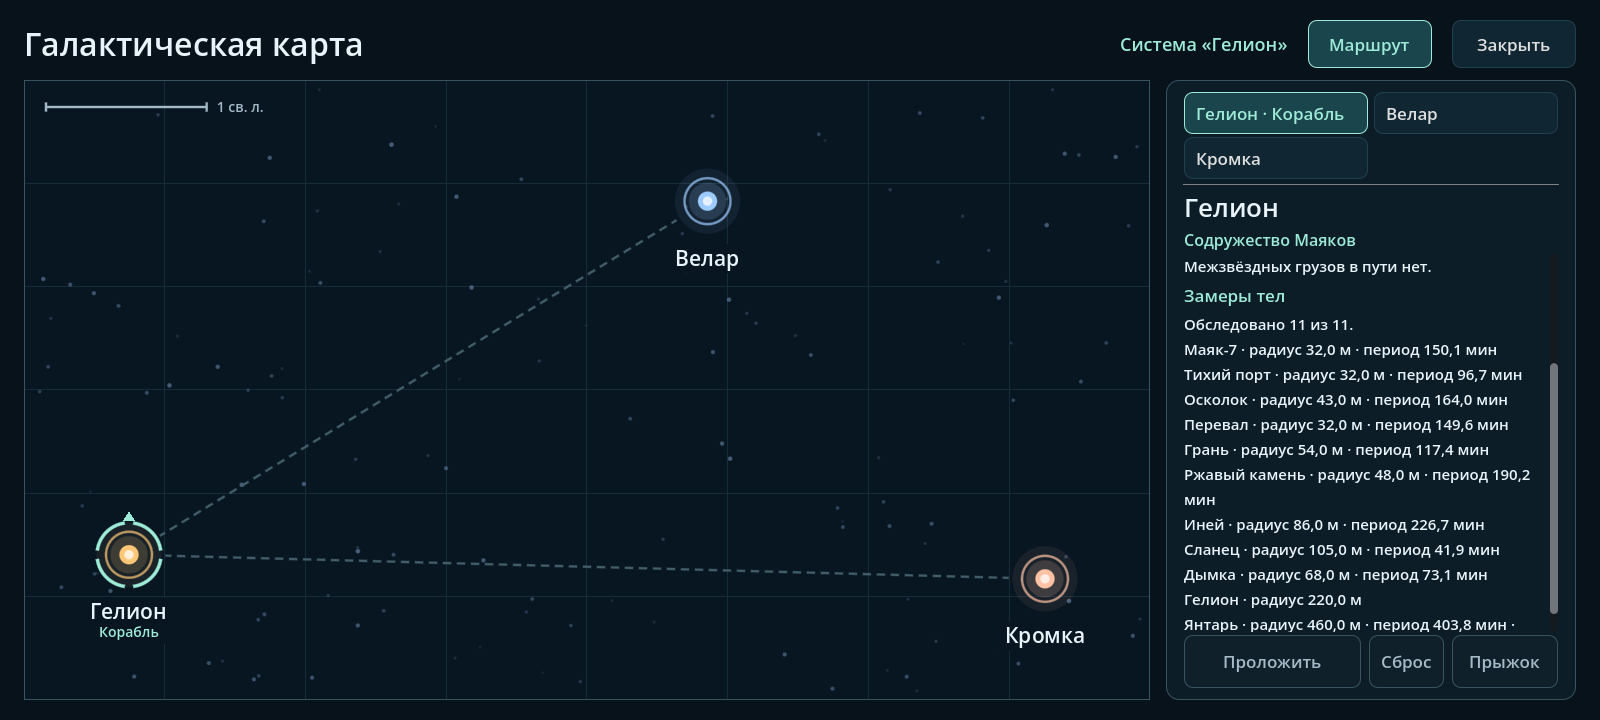 Галактическая карта
Система «Гелион»
Маршрут
Закрыть
1 св. л.
Велар
Гелион
Корабль
Кромка
Гелион · Корабль
Велар
Кромка
Гелион
Содружество Маяков
Межзвёздных грузов в пути нет.
Замеры тел
Обследовано 11 из 11.
Маяк-7 · радиус 32,0 м · период 150,1 мин
Тихий порт · радиус 32,0 м · период 96,7 мин
Осколок · радиус 43,0 м · период 164,0 мин
Перевал · радиус 32,0 м · период 149,6 мин
Грань · радиус 54,0 м · период 117,4 мин
Ржавый камень · радиус 48,0 м · период 190,2
мин
Иней · радиус 86,0 м · период 226,7 мин
Сланец · радиус 105,0 м · период 41,9 мин
Дымка · радиус 68,0 м · период 73,1 мин
Гелион · радиус 220,0 м
Янтарь · радиус 460,0 м · период 403,8 мин ·
Проложить
Сброс
Прыжок